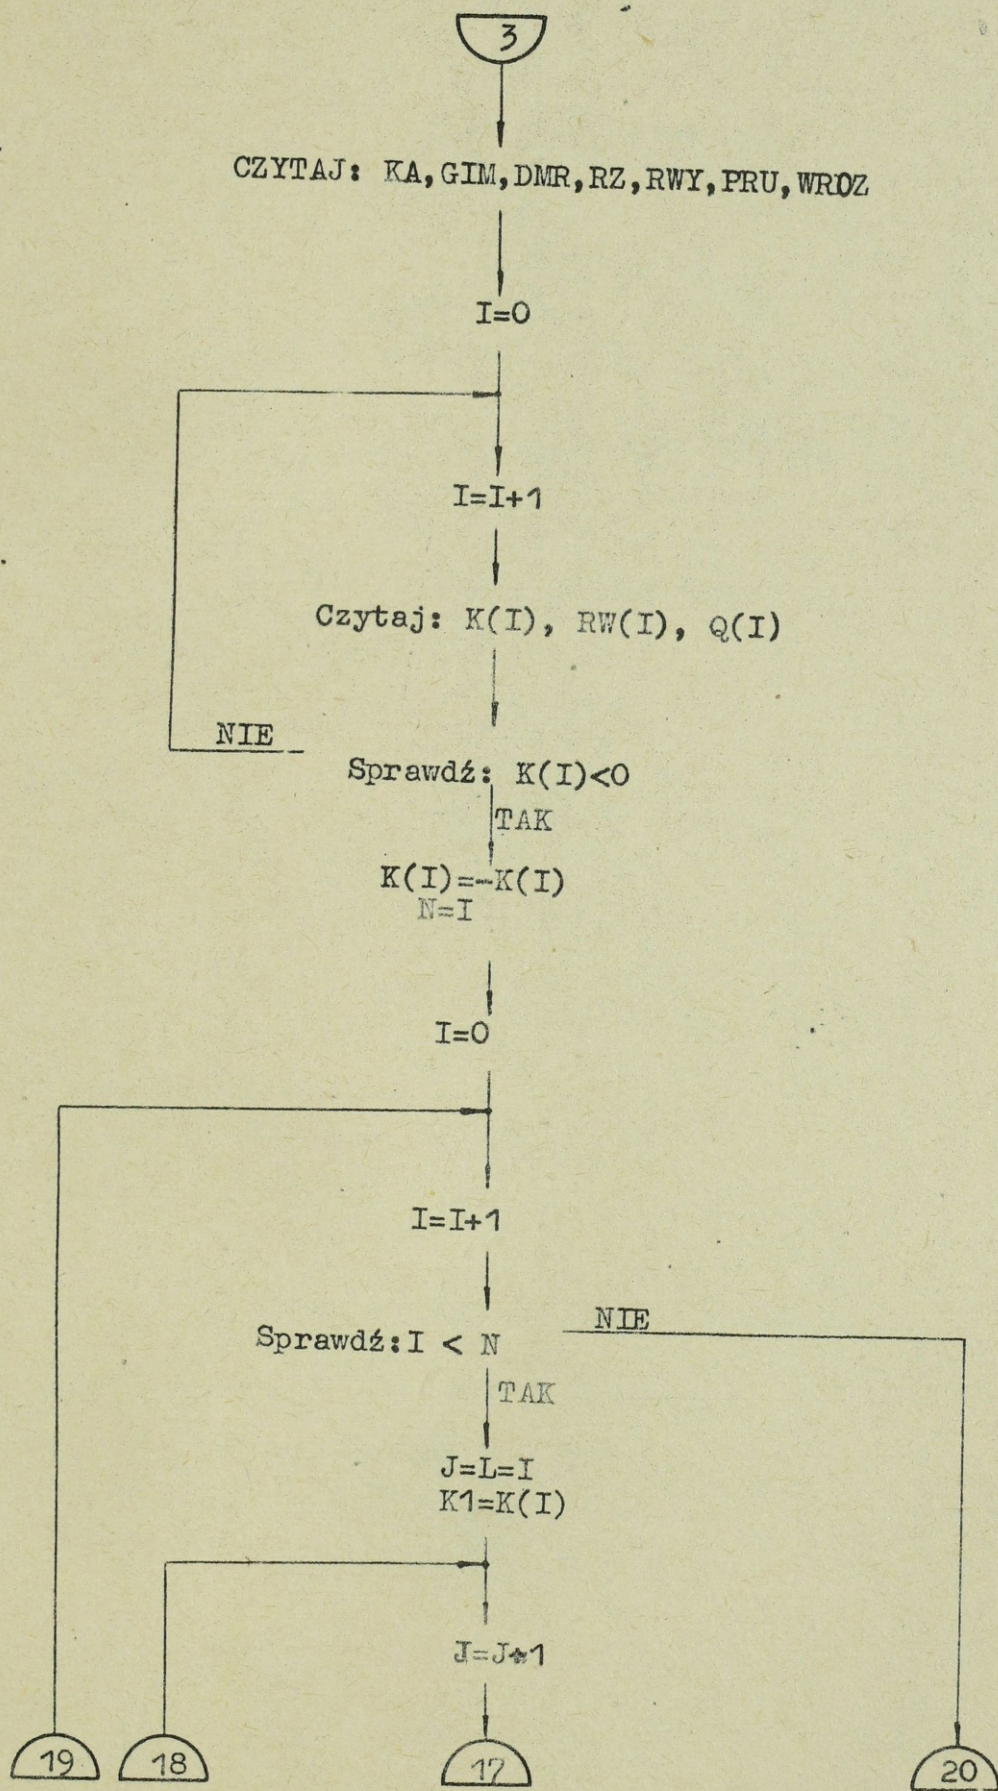 3
CZYTAJ: KA,GIM,DMR,RZ,RWY,PRU,WROZ
I=0
I=I+1
Czytaj: K(I), RW(I), Q(I)
NIE
Sprawdź: K(I)<0
TAK
K(I)=-K(I)
N=I
I=0
I=I+1
NIE
Sprawdź:I < N
TAK
J=L=I
K1=K(I)
J=J+1
19 18 17 20